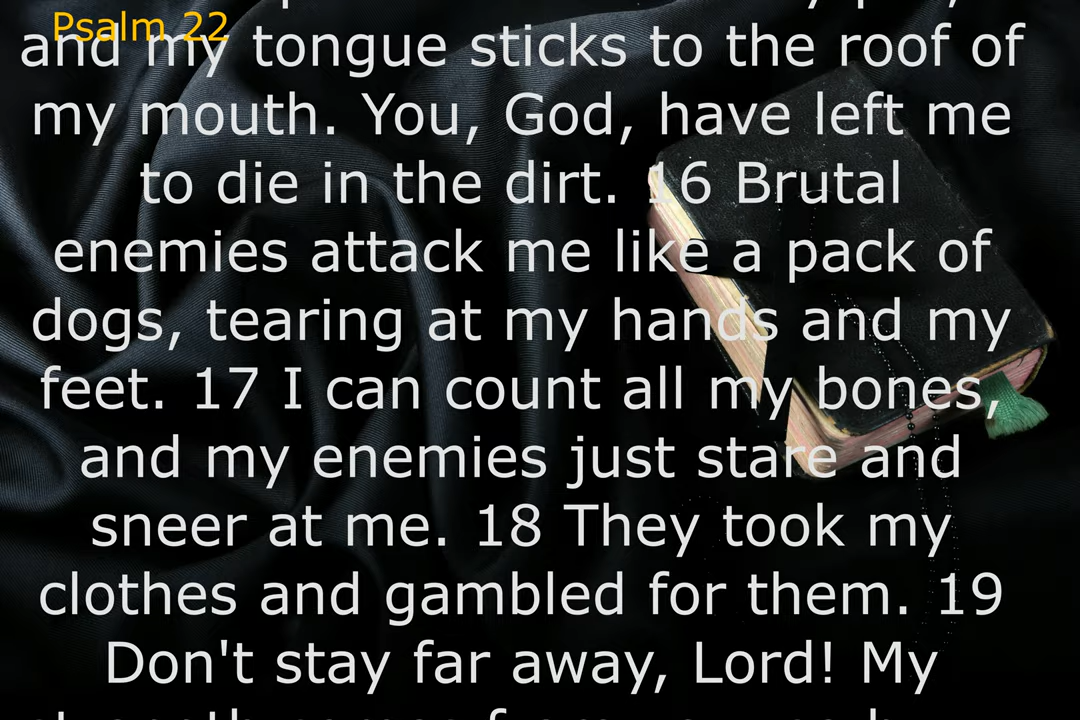 Psalm 22
and my tongue sticks to the roof of
my mouth. You, God, have left me
to die in the dirt. 16 Brutal
enemies attack me like a pack of
dogs, tearing at my hands and my
feet. 17 I can count all my bones,
and my enemies just stare and
sneer at me. 18 They took my
clothes and gambled for them. 19
Don't stay far away, Lord! My